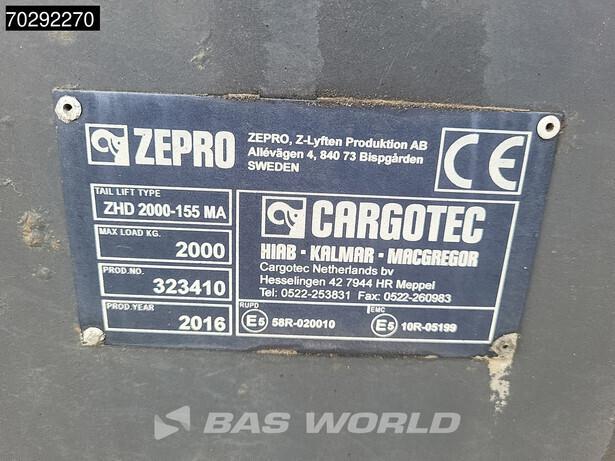 70292270
ZEPRO
ZEPRO, Z-Lyften Produktion AB
Allévägen 4, 840 73 Bispgården
SWEDEN
CE
TAIL LIFT TYPE
ZHD 2000-155 MA
MAX LOAD KG.
2000
PROD.NO.
323410
PROD.YEAR
2016
CARGOTEC
HIAB · KALMAR · MACGREGOR
Cargotec Netherlands bv
Hesselingen 42 7944 HR Meppel
Tel: 0522-253831 Fax: 0522-260983
RUPD
E5 58R-020010
EMC
E5 10R-05199
BAS WORLD